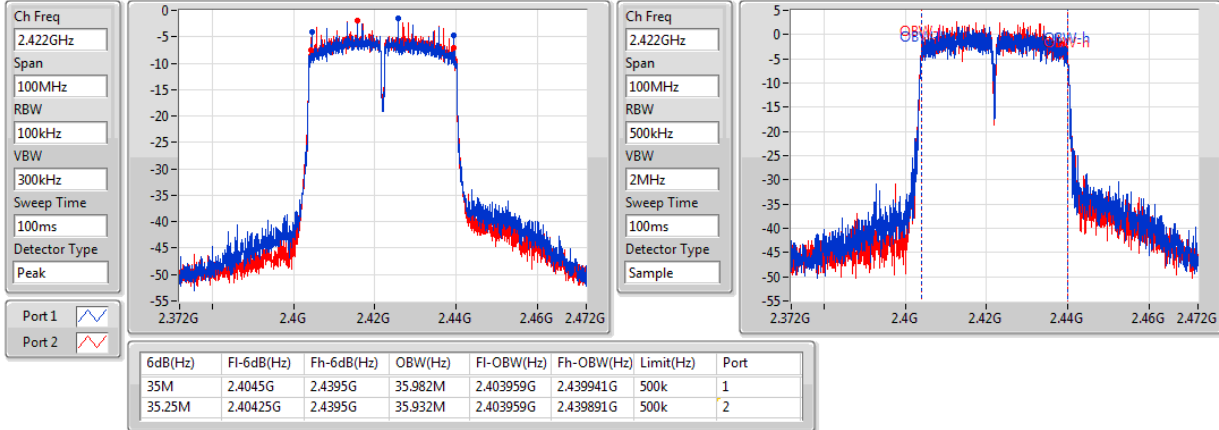 Ch Freq
2.422GHz
Span
100MHz
RBW
100kHz
VBW
300kHz
Sweep Time
100ms
Detector Type
Peak
0
-5
-10
-15
-20
-25
-30
-35
-40
-45
-50
-55
2.372G 2.4G 2.42G 2.44G 2.46G 2.472G
Ch Freq
2.422GHz
Span
100MHz
RBW
500kHz
VBW
2MHz
Sweep Time
100ms
Detector Type
Sample
5
0
-5
-10
-15
-20
-25
-30
-35
-40
-45
-50
-55
2.372G 2.4G 2.42G 2.44G 2.46G 2.472G
Port 1
Port 2
6dB(Hz) Fl-6dB(Hz) Fh-6dB(Hz) OBW(Hz) Fl-OBW(Hz) Fh-OBW(Hz) Limit(Hz) Port
35M 2.4045G 2.4395G 35.982M 2.403959G 2.439941G 500k 1
35.25M 2.40425G 2.4395G 35.932M 2.403959G 2.439891G 500k 2